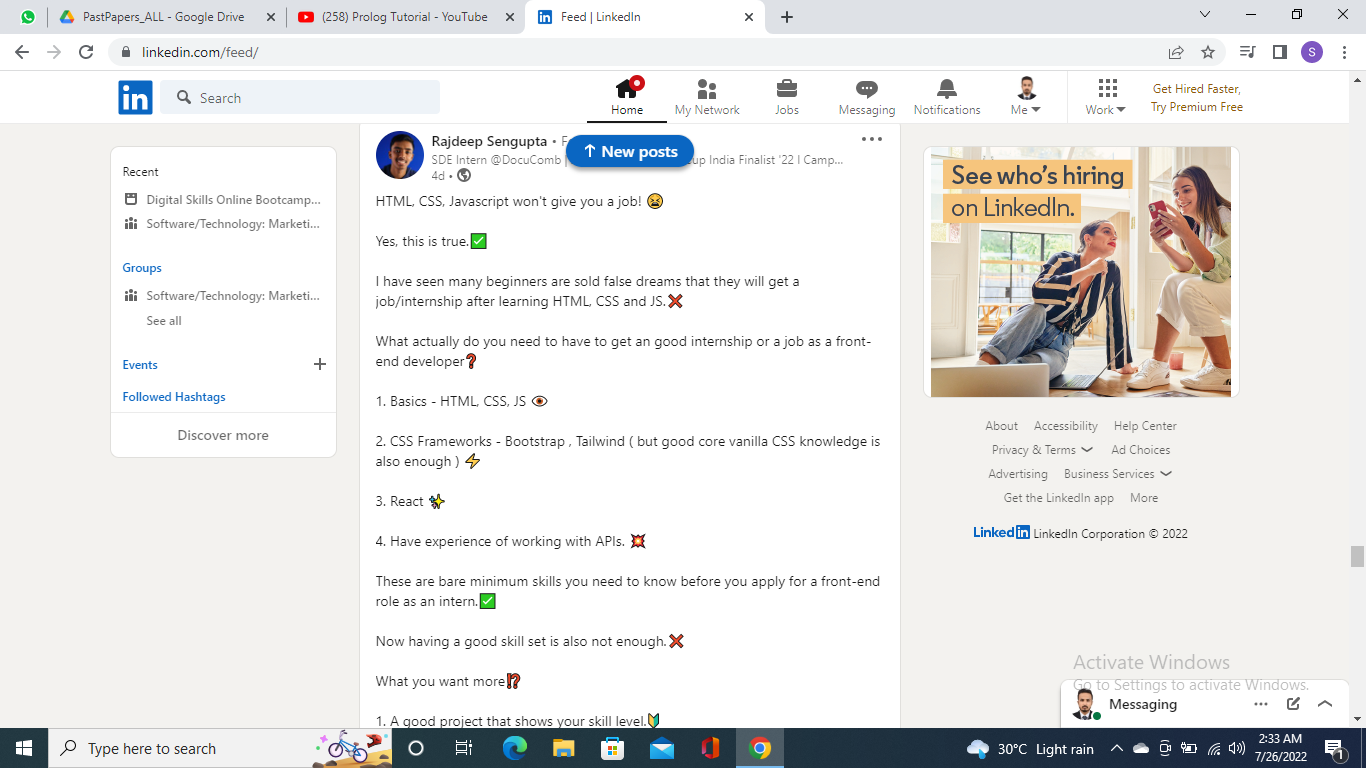 PastPapers_ALL - Google Drive
(258) Prolog Tutorial - YouTube
Feed | LinkedIn
linkedin.com/feed/
S
in
Search
Home
My Network
Jobs
Messaging
Notifications
Me
Work
Get Hired Faster,
Try Premium Free
Recent
Digital Skills Online Bootcamp...
Software/Technology: Marketi...
Groups
Software/Technology: Marketi...
See all
Events
Followed Hashtags
Discover more
Rajdeep Sengupta •
New posts
SDE Intern @DocuComb | India Finalist '22 I Camp...
4d •
HTML, CSS, Javascript won't give you a job! 😫
Yes, this is true.✅
I have seen many beginners are sold false dreams that they will get a
job/internship after learning HTML, CSS and JS.❌
What actually do you need to have to get an good internship or a job as a front-
end developer❓
1. Basics - HTML, CSS, JS 👁
2. CSS Frameworks - Bootstrap , Tailwind ( but good core vanilla CSS knowledge is
also enough ) ⚡
3. React ✨
4. Have experience of working with APIs. 💥
These are bare minimum skills you need to know before you apply for a front-end
role as an intern.✅
Now having a good skill set is also not enough.❌
What you want more⁉
1. A good project that shows your skill level.🔰
See who's hiring
on LinkedIn.
About Accessibility Help Center
Privacy & Terms Ad Choices
Advertising Business Services
Get the LinkedIn app More
LinkedIn LinkedIn Corporation © 2022
Activate Windows
Go to Settings to activate Windows.
Messaging
Type here to search
30°C Light rain
2:33 AM
7/26/2022
1